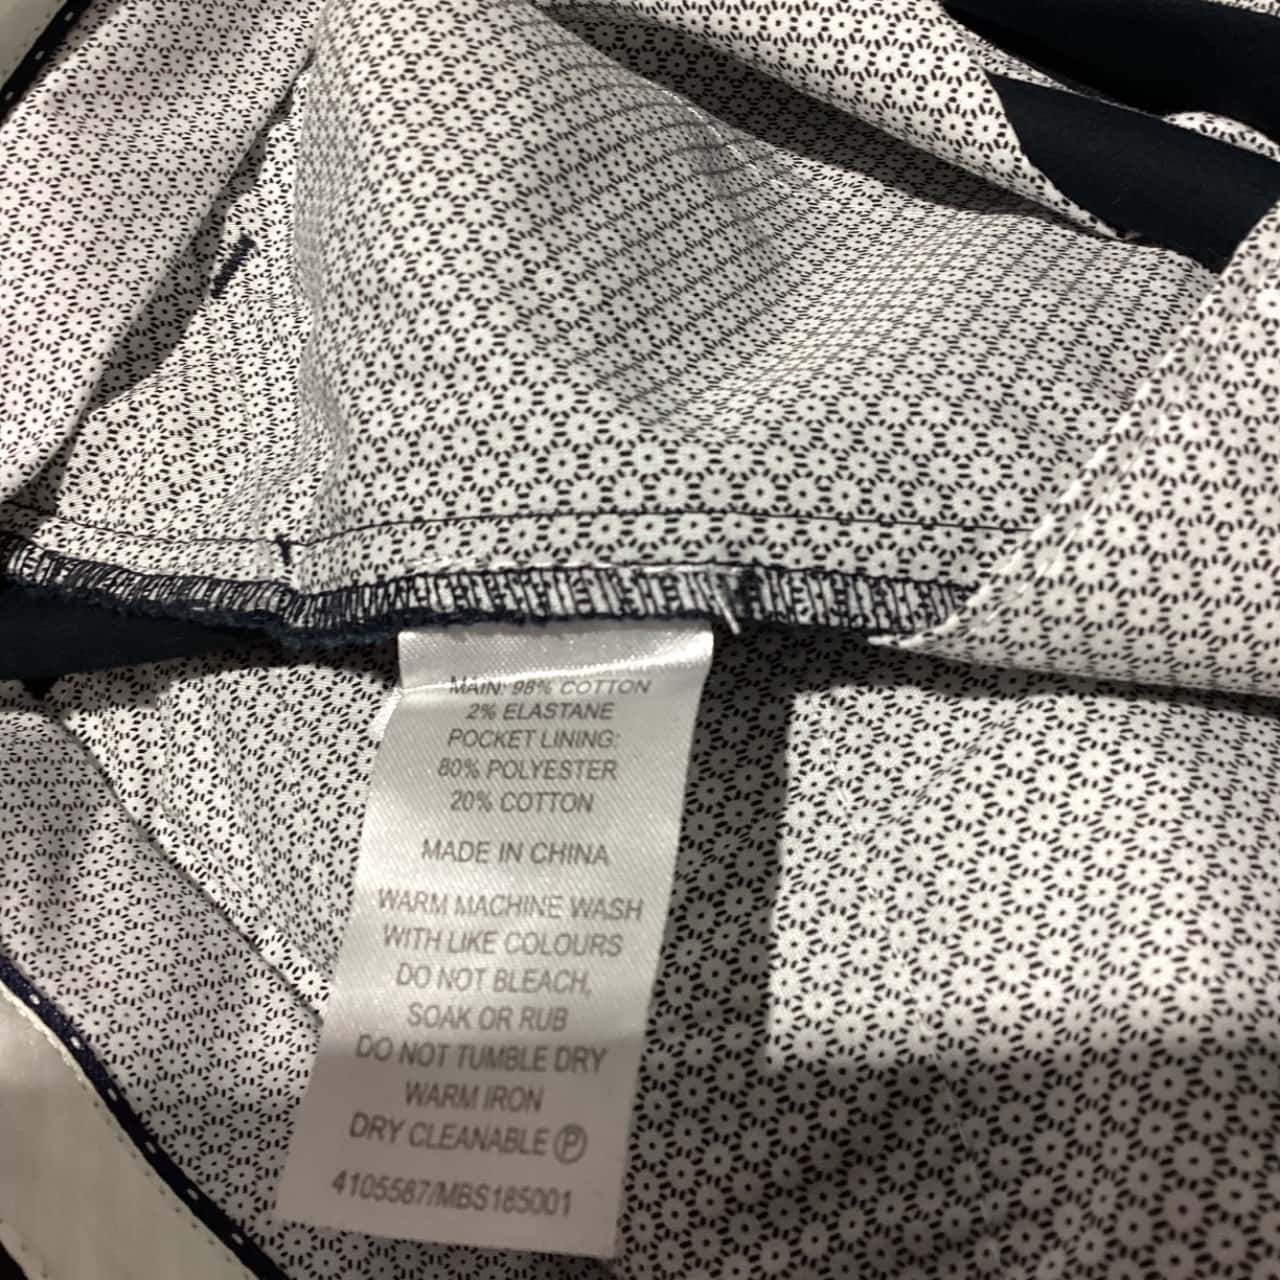 MAIN: 98% COTTON
2% ELASTANE
POCKET LINING:
80% POLYESTER
20% COTTON
MADE IN CHINA
WARM MACHINE WASH
WITH LIKE COLOURS
DO NOT BLEACH,
SOAK OR RUB
DO NOT TUMBLE DRY
WARM IRON
DRY CLEANABLE Ⓟ
4105587/MBS185001